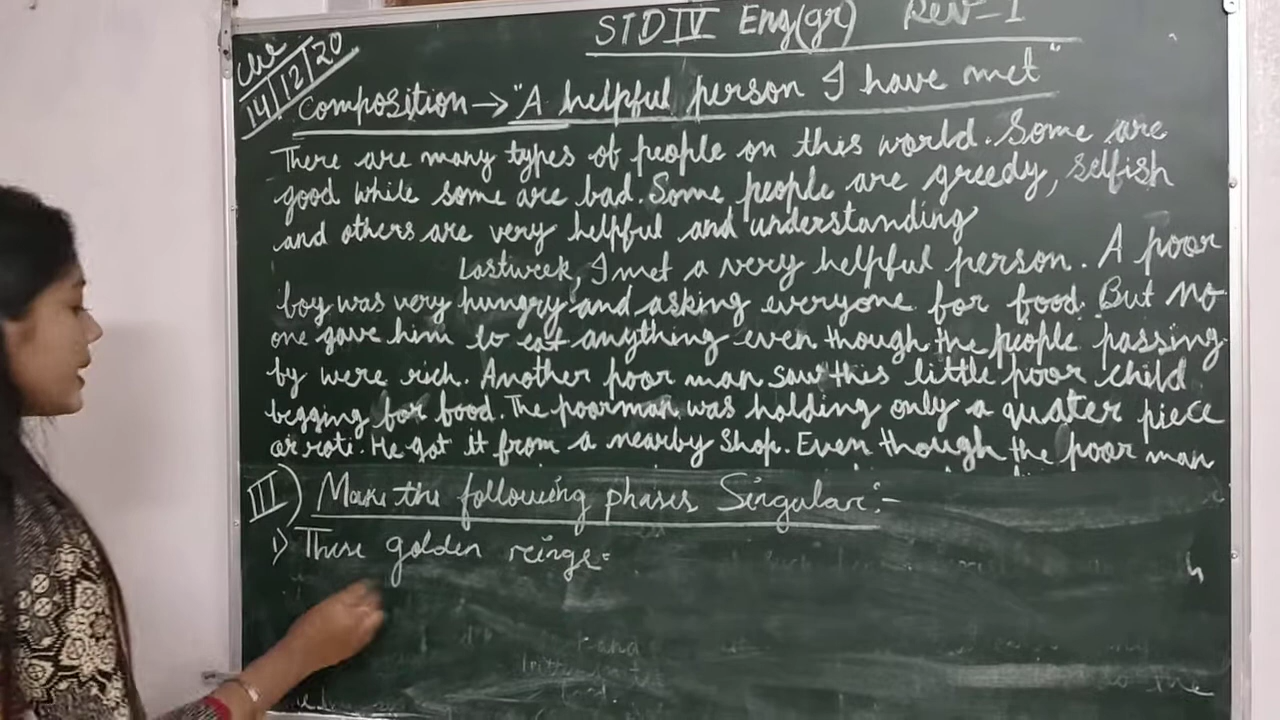 STD IV Eng(gr) Rev-1
CW
14/12/20
Composition → "A helpful person I have met"
There are many types of people on this world. Some are
good while some are bad. Some people are greedy, selfish
and others are very helpful and understanding
Lastweek, I met a very helpful person. A poor
boy was very hungry and asking everyone for food. But no
one gave him to eat anything even though the people passing
by were rich. Another poor man saw this little poor child
begging for food. The poor man was holding only a quater piece
of roti. He got it from a nearby shop. Even though the poor man
III) Make the following phases Singular:-
1) These golden rings=